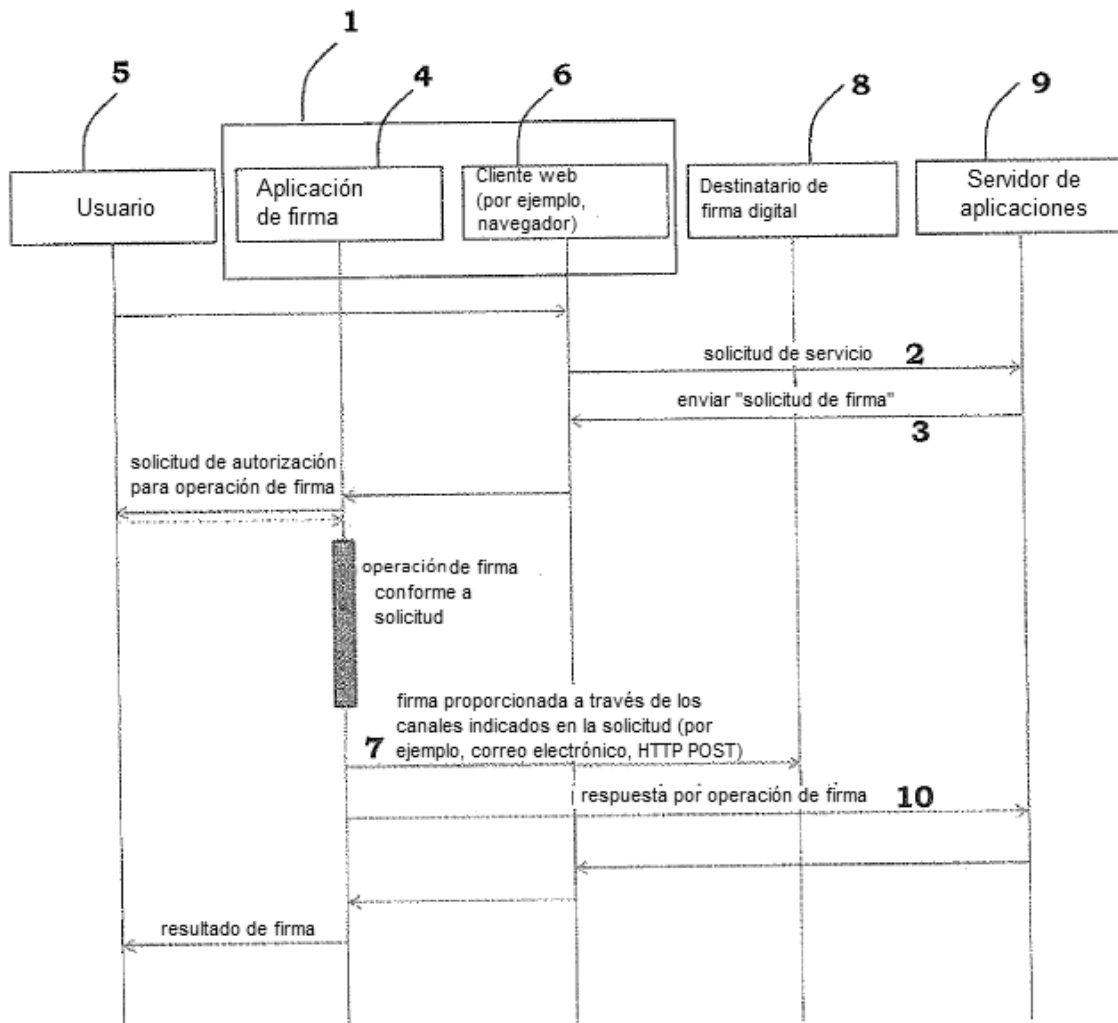 1
5
4
6
8
9
Usuario
Aplicación
de firma
Cliente web
(por ejemplo,
navegador)
Destinatario de
firma digital
Servidor de
aplicaciones
solicitud de servicio 2
enviar "solicitud de firma"
3
solicitud de autorización
para operación de firma
operación de firma
conforme a
solicitud
firma proporcionada a través de los
canales indicados en la solicitud (por
7 ejemplo, correo electrónico, HTTP POST)
respuesta por operación de firma 10
resultado de firma